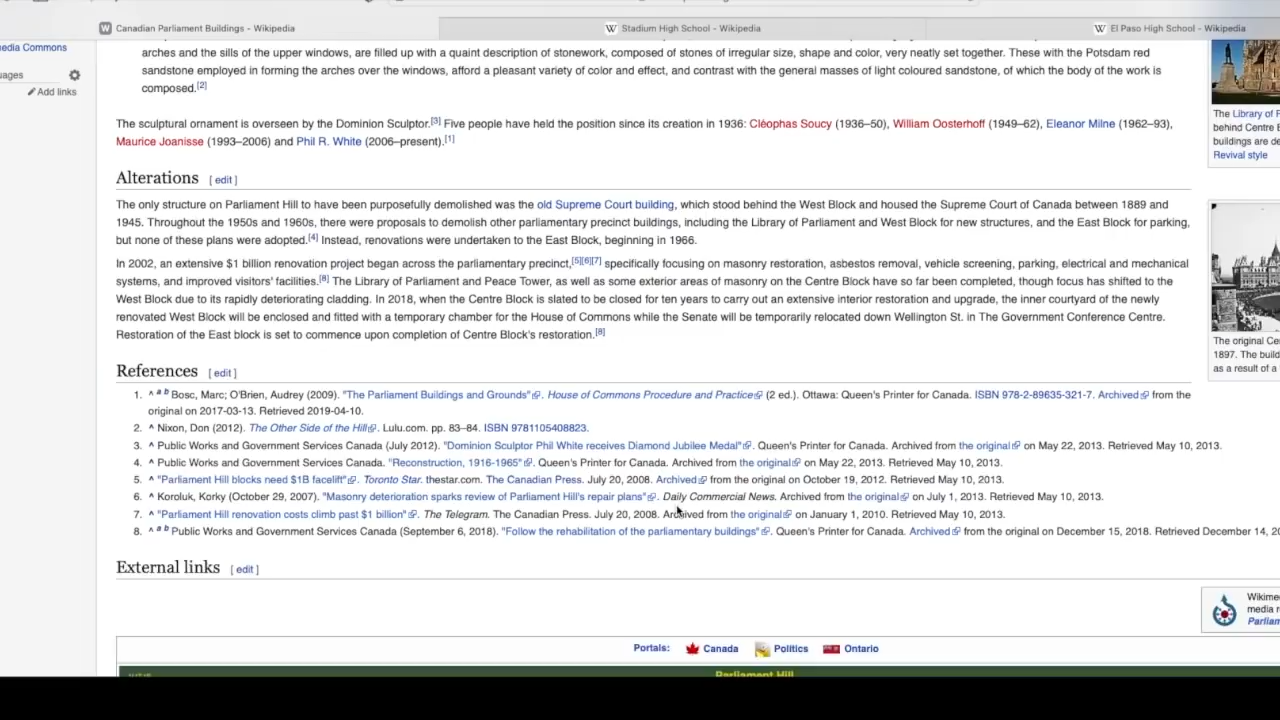 Canadian Parliament Buildings - Wikipedia
Stadium High School - Wikipedia
El Paso High School - Wikipedia
edia Commons
uages
Add links
arches and the sills of the upper windows, are filled up with a quaint description of stonework, composed of stones of irregular size, shape and color, very neatly set together. These with the Potsdam red
sandstone employed in forming the arches over the windows, afford a pleasant variety of color and effect, and contrast with the general masses of light coloured sandstone, of which the body of the work is
composed.[2]
The sculptural ornament is overseen by the Dominion Sculptor.[3] Five people have held the position since its creation in 1936: Cléophas Soucy (1936–50), William Oosterhoff (1949–62), Eleanor Milne (1962–93),
Maurice Joanisse (1993–2006) and Phil R. White (2006–present).[1]
Alterations [ edit ]
The only structure on Parliament Hill to have been purposefully demolished was the old Supreme Court building, which stood behind the West Block and housed the Supreme Court of Canada between 1889 and
1945. Throughout the 1950s and 1960s, there were proposals to demolish other parliamentary precinct buildings, including the Library of Parliament and West Block for new structures, and the East Block for parking,
but none of these plans were adopted.[4] Instead, renovations were undertaken to the East Block, beginning in 1966.
In 2002, an extensive $1 billion renovation project began across the parliamentary precinct,[5][6][7] specifically focusing on masonry restoration, asbestos removal, vehicle screening, parking, electrical and mechanical
systems, and improved visitors' facilities.[8] The Library of Parliament and Peace Tower, as well as some exterior areas of masonry on the Centre Block have so far been completed, though focus has shifted to the
West Block due to its rapidly deteriorating cladding. In 2018, when the Centre Block is slated to be closed for ten years to carry out an extensive interior restoration and upgrade, the inner courtyard of the newly
renovated West Block will be enclosed and fitted with a temporary chamber for the House of Commons while the Senate will be temporarily relocated down Wellington St. in The Government Conference Centre.
Restoration of the East block is set to commence upon completion of Centre Block's restoration.[8]
References [ edit ]
1. ^ a b Bosc, Marc; O'Brien, Audrey (2009). "The Parliament Buildings and Grounds". House of Commons Procedure and Practice (2 ed.). Ottawa: Queen's Printer for Canada. ISBN 978-2-89635-321-7. Archived from the
original on 2017-03-13. Retrieved 2019-04-10.
2. ^ Nixon, Don (2012). The Other Side of the Hill. Lulu.com. pp. 83–84. ISBN 9781105408823.
3. ^ Public Works and Government Services Canada (July 2012). "Dominion Sculptor Phil White receives Diamond Jubilee Medal". Queen's Printer for Canada. Archived from the original on May 22, 2013. Retrieved May 10, 2013.
4. ^ Public Works and Government Services Canada. "Reconstruction, 1916-1965". Queen's Printer for Canada. Archived from the original on May 22, 2013. Retrieved May 10, 2013.
5. ^ "Parliament Hill blocks need $1B facelift". Toronto Star. thestar.com. The Canadian Press. July 20, 2008. Archived from the original on October 19, 2012. Retrieved May 10, 2013.
6. ^ Koroluk, Korky (October 29, 2007). "Masonry deterioration sparks review of Parliament Hill's repair plans". Daily Commercial News. Archived from the original on July 1, 2013. Retrieved May 10, 2013.
7. ^ "Parliament Hill renovation costs climb past $1 billion". The Telegram. The Canadian Press. July 20, 2008. Archived from the original on January 1, 2010. Retrieved May 10, 2013.
8. ^ a b Public Works and Government Services Canada (September 6, 2018). "Follow the rehabilitation of the parliamentary buildings". Queen's Printer for Canada. Archived from the original on December 15, 2018. Retrieved December 14, 20
External links [ edit ]
Portals: Canada Politics Ontario
Parliament Hill
The Library of P
behind Centre B
buildings are de
Revival style
The original Ce
1897. The build
as a result of a
Wikime
media r
Parliam